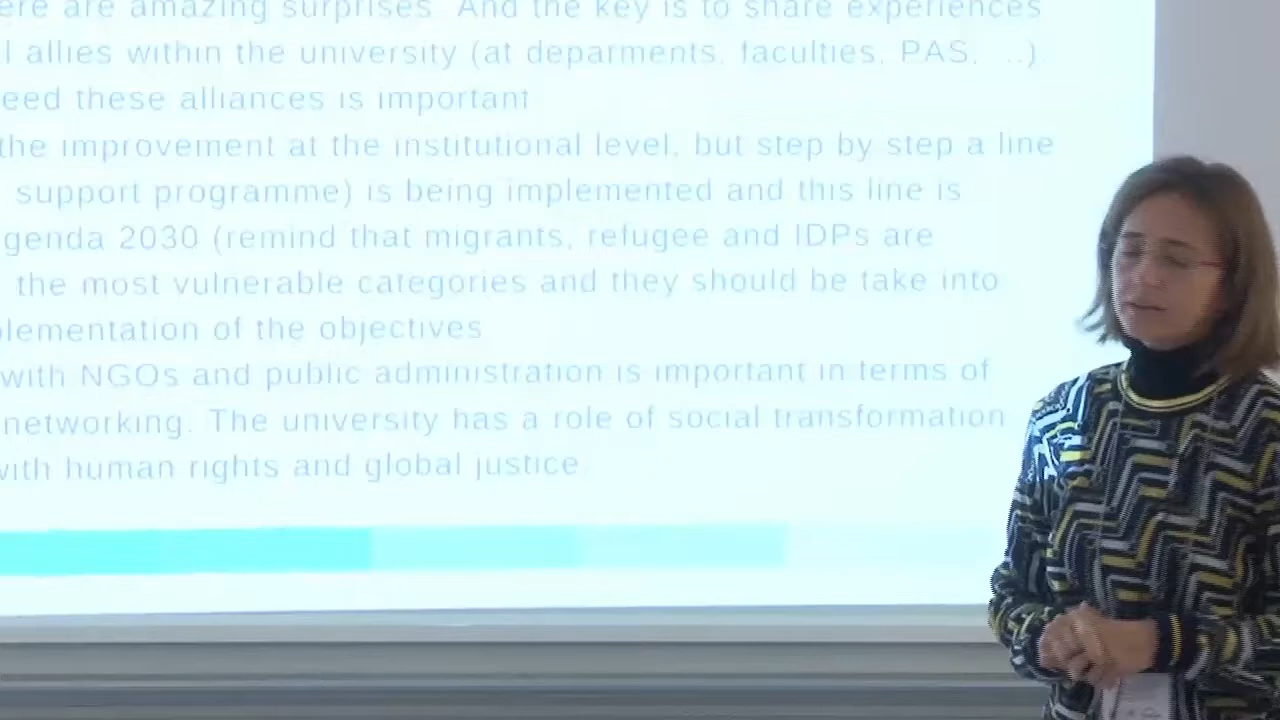 ere are amazing surprises. And the key is to share experiences
l allies within the university (at deparments, faculties, PAS, ...).
eed these alliances is important
the improvement at the institutional level, but step by step a line
support programme) is being implemented and this line is
genda 2030 (remind that migrants, refugee and IDPs are
the most vulnerable categories and they should be take into
plementation of the objectives
with NGOs and public administration is important in terms of
networking. The university has a role of social transformation
with human rights and global justice.